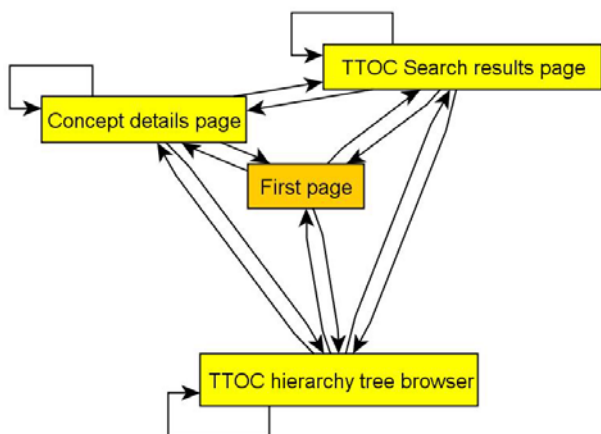 TTOC Search results page
Concept details page
First page
TTOC hierarchy tree browser